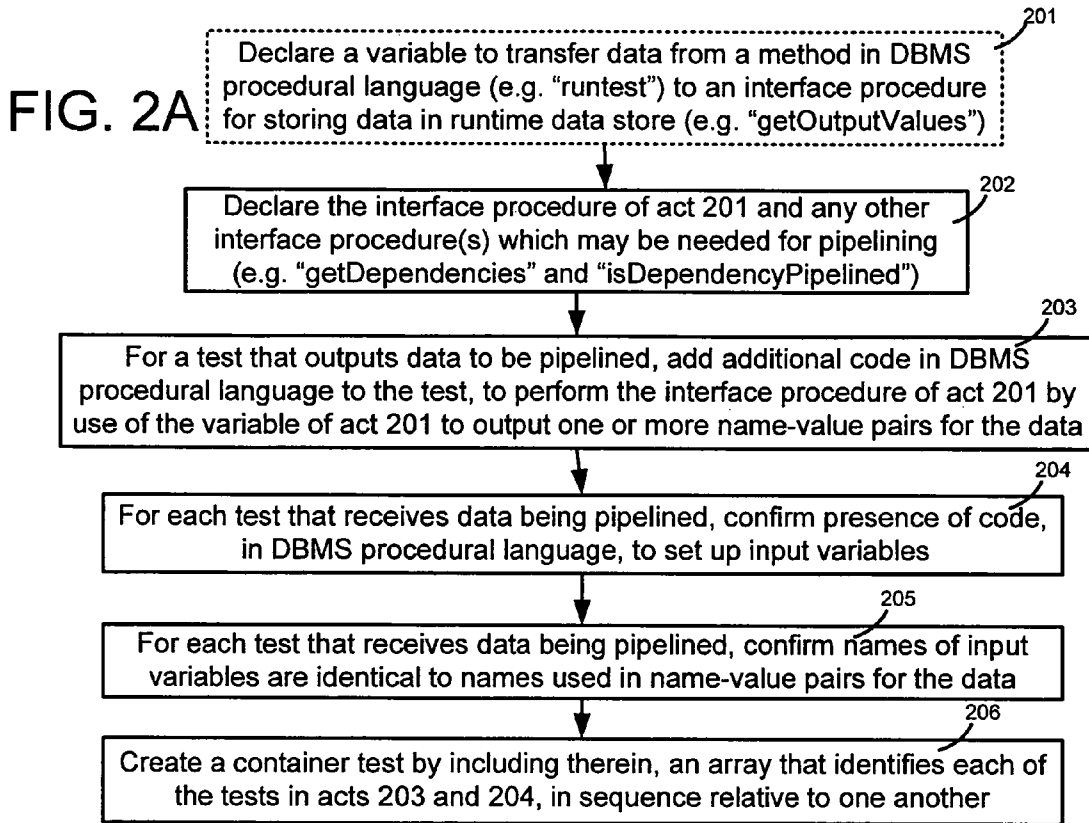 201
Declare a variable to transfer data from a method in DBMS
procedural language (e.g. “runtest”) to an interface procedure
for storing data in runtime data store (e.g. “getOutputValues”)
FIG. 2A
202
Declare the interface procedure of act 201 and any other
interface procedure(s) which may be needed for pipelining
(e.g. “getDependencies” and “isDependencyPipelined”)
203
For a test that outputs data to be pipelined, add additional code in DBMS
procedural language to the test, to perform the interface procedure of act 201 by
use of the variable of act 201 to output one or more name-value pairs for the data
204
For each test that receives data being pipelined, confirm presence of code,
in DBMS procedural language, to set up input variables
205
For each test that receives data being pipelined, confirm names of input
variables are identical to names used in name-value pairs for the data
206
Create a container test by including therein, an array that identifies each of
the tests in acts 203 and 204, in sequence relative to one another